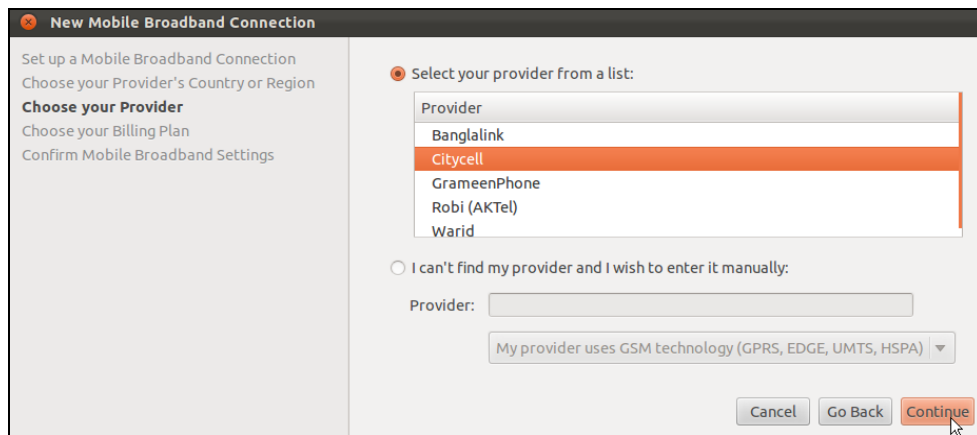 New Mobile Broadband Connection
Set up a Mobile Broadband Connection
Choose your Provider's Country or Region
Choose your Provider
Choose your Billing Plan
Confirm Mobile Broadband Settings
Select your provider from a list:
Provider
Banglalink
Citycell
GrameenPhone
Robi (AKTel)
Warid
I can't find my provider and I wish to enter it manually:
Provider:
My provider uses GSM technology (GPRS, EDGE, UMTS, HSPA)
Cancel Go Back Continue